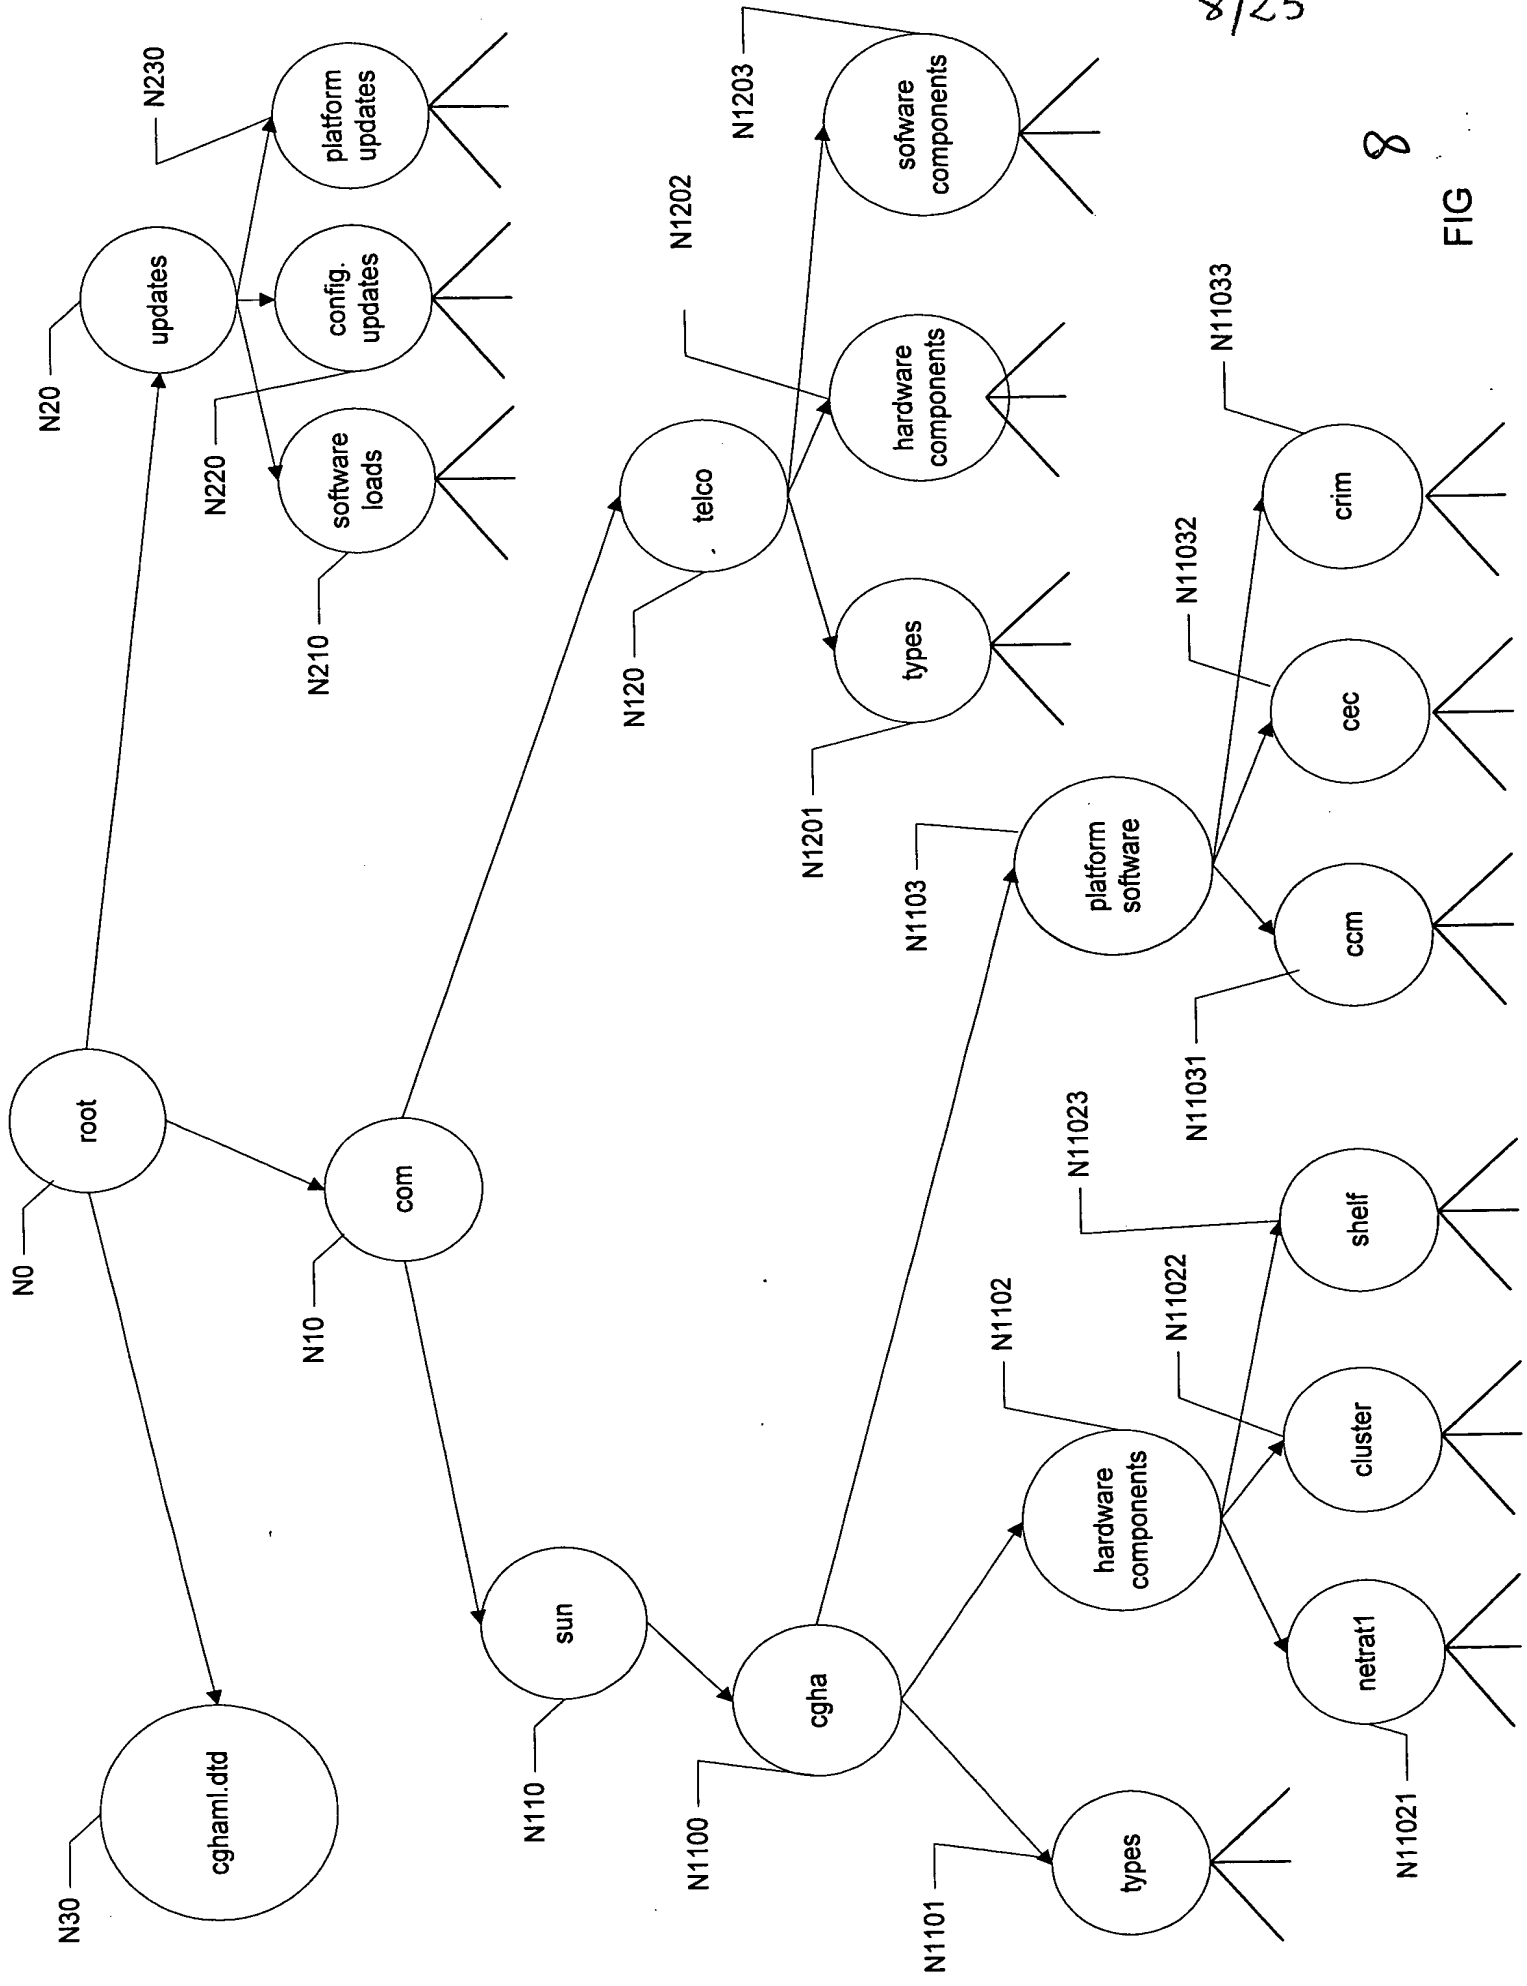 8/25
N0
root
N30
cghaml.dtd
N10
com
N20
updates
N210
software
loads
N220
config.
updates
N230
platform
updates
N110
sun
N120
telco
N1100
cgha
N1201
types
N1202
hardware
components
N1203
sofware
components
N1101
types
N1102
hardware
components
N1103
platform
software
N11021
netrat1
N11022
cluster
N11023
shelf
N11031
ccm
N11032
cec
N11033
crim
FIG 8